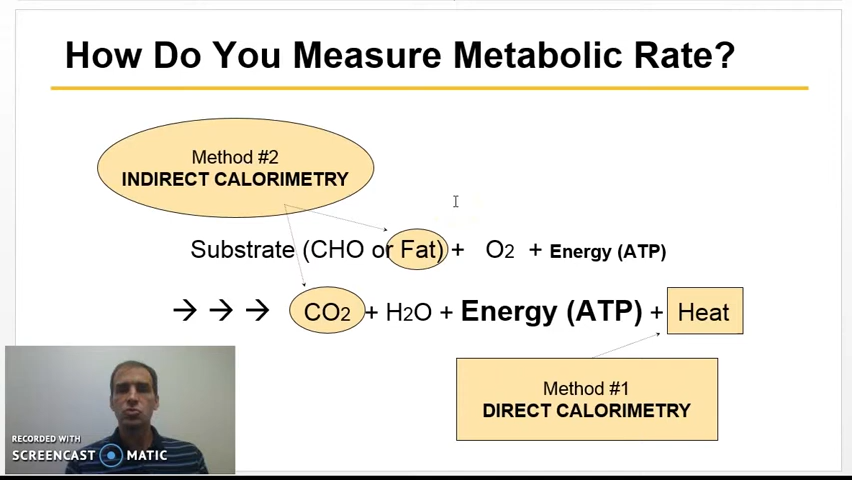 How Do You Measure Metabolic Rate?
Method #2
INDIRECT CALORIMETRY
Substrate (CHO or Fat) + O2 + Energy (ATP)
→ → → CO2 + H2O + Energy (ATP) + Heat
Method #1
DIRECT CALORIMETRY
RECORDED WITH
SCREENCAST MATIC